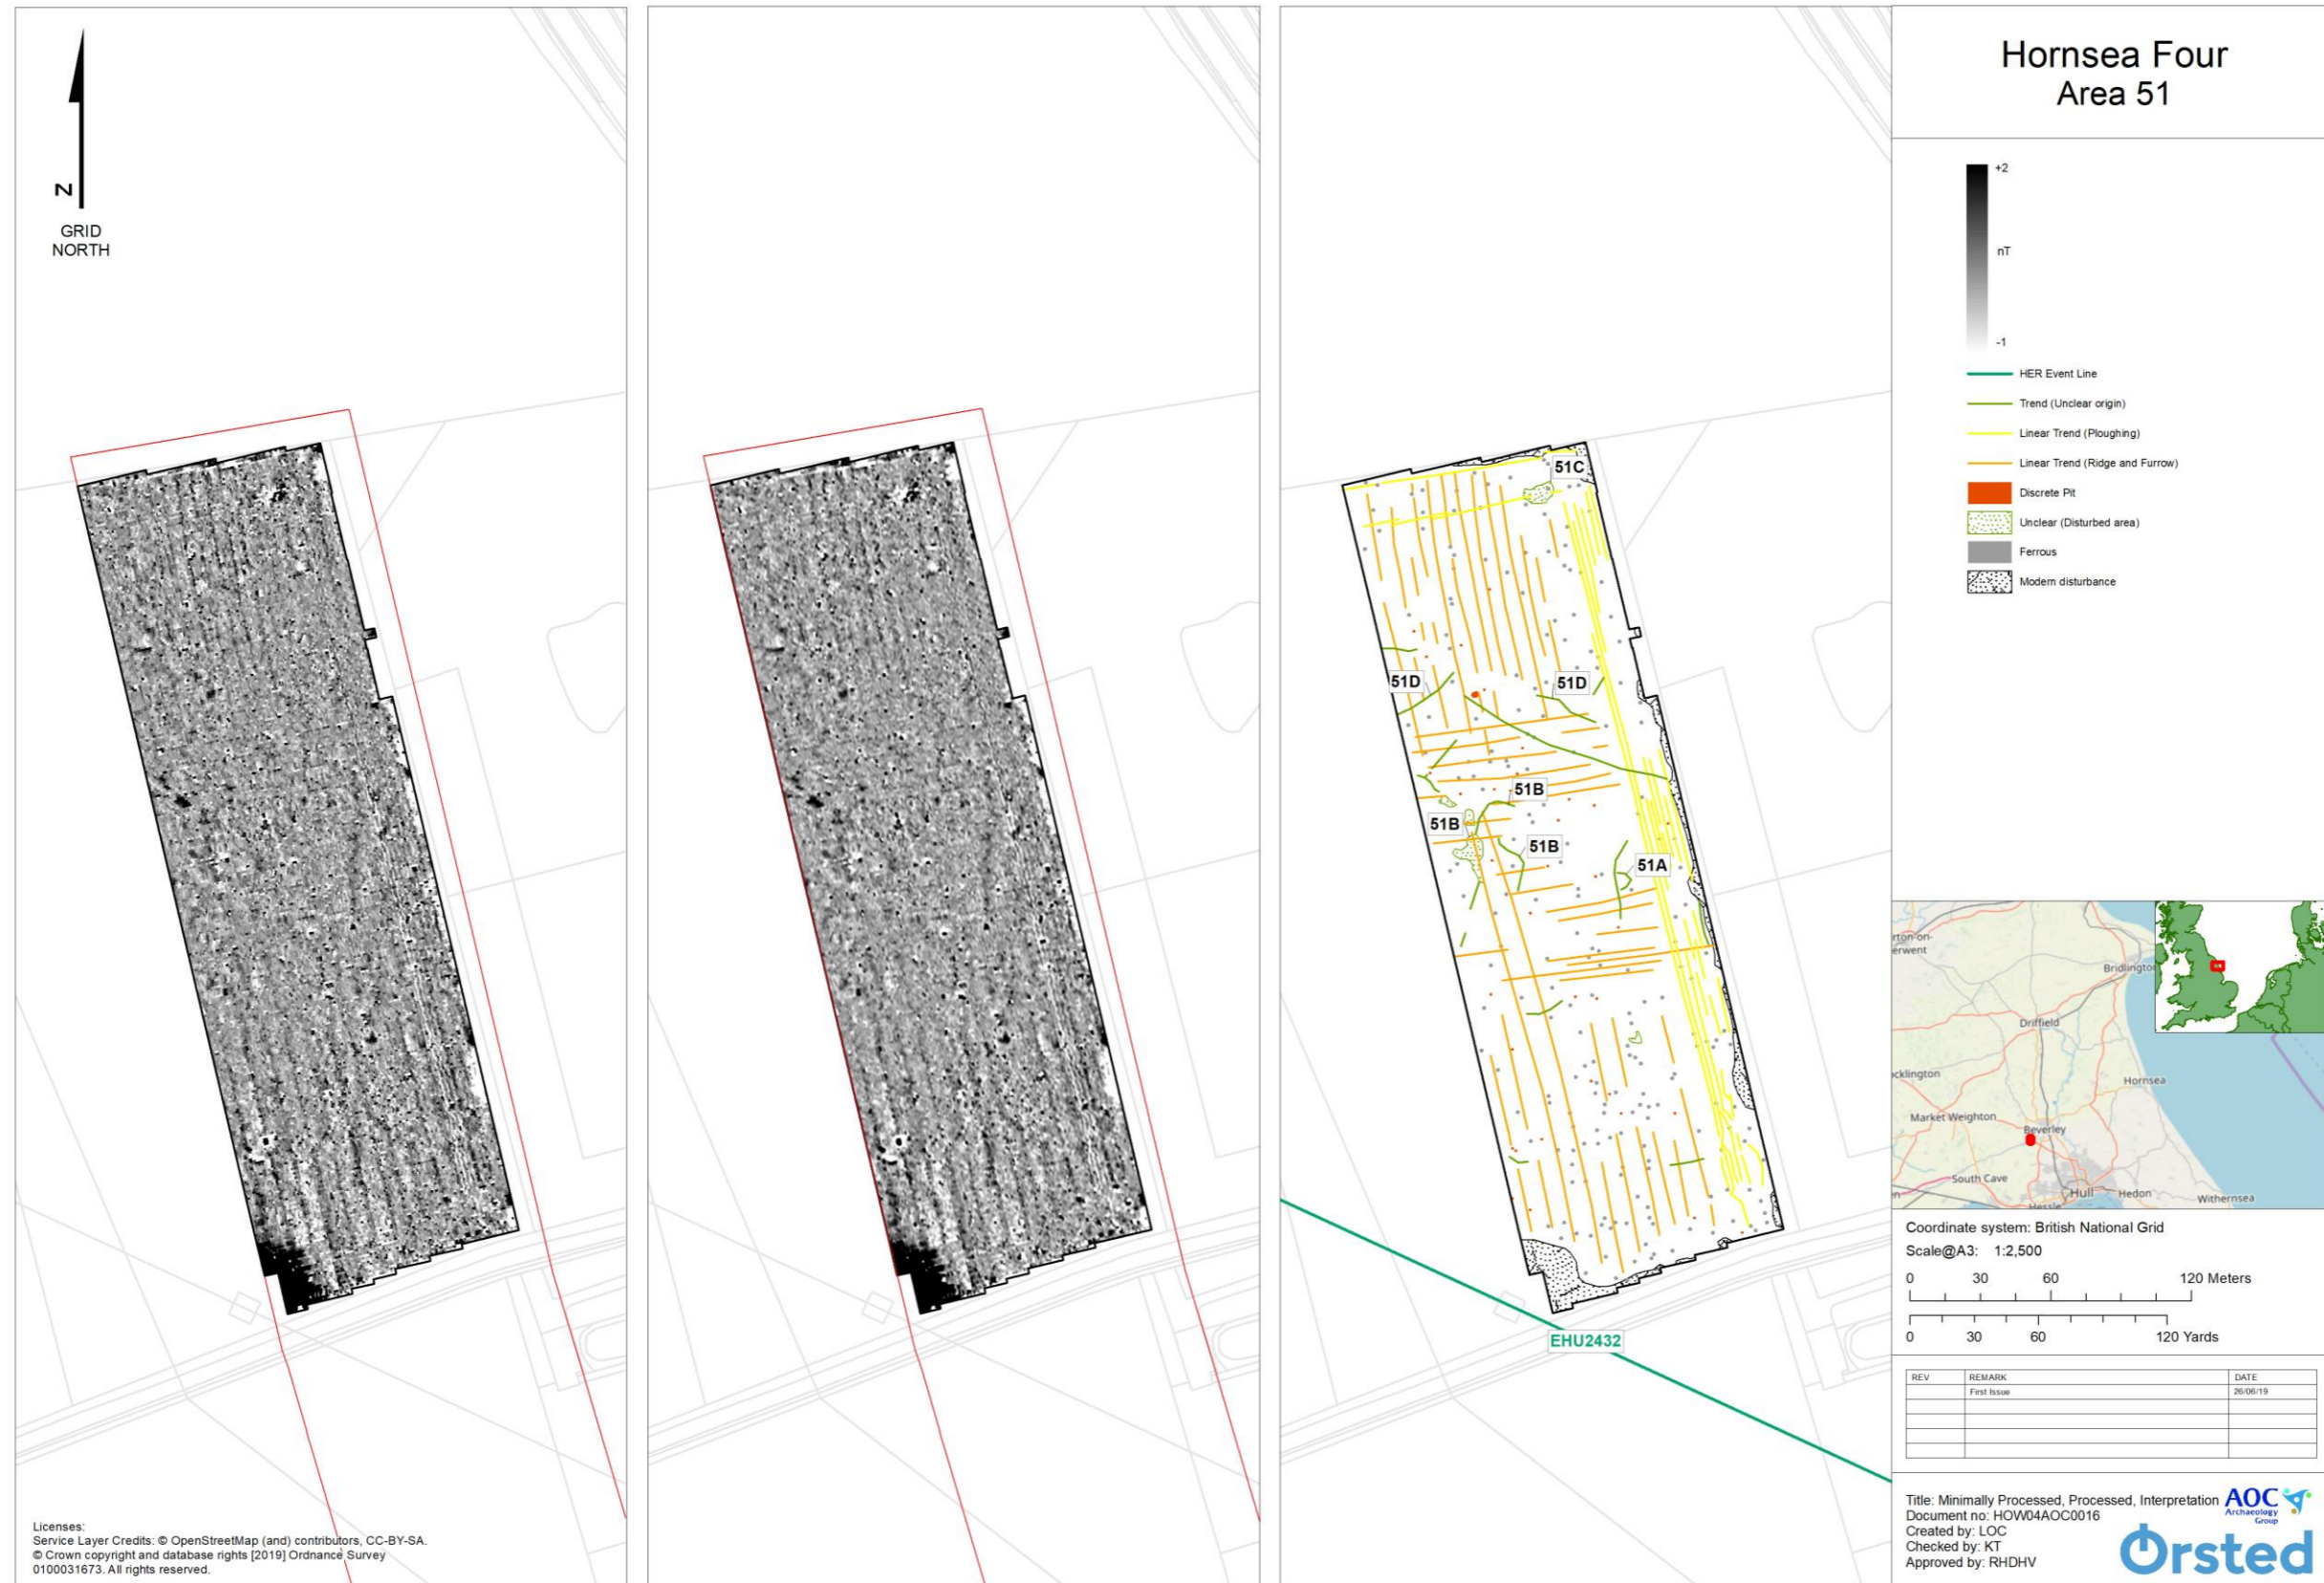 Z
GRID
NORTH
Licenses:
Service Layer Credits: © OpenStreetMap (and) contributors, CC-BY-SA.
© Crown copyright and database rights [2019] Ordnance Survey
0100031673. All rights reserved.
51C
51D
51D
51B
51B
51B
51A
EHU2432
Hornsea Four
Area 51
+2
nT
-1
HER Event Line
Trend (Unclear origin)
Linear Trend (Ploughing)
Linear Trend (Ridge and Furrow)
Discrete Pit
Unclear (Disturbed area)
Ferrous
Modern disturbance
rton-on-
erwent
Bridlington
Driffield
cklington
Hornsea
Market Weighton
Beverley
South Cave
Hull
Hedon
Withernsea
Hessle
Coordinate system: British National Grid
Scale@A3: 1:2,500
0 30 60 120 Meters
0 30 60 120 Yards
REV REMARK DATE
First Issue 26/06/19
Title: Minimally Processed, Processed, Interpretation
Document no: HOW04AOC0016
Created by: LOC
Checked by: KT
Approved by: RHDHV
AOC
Archaeology
Group
Ørsted